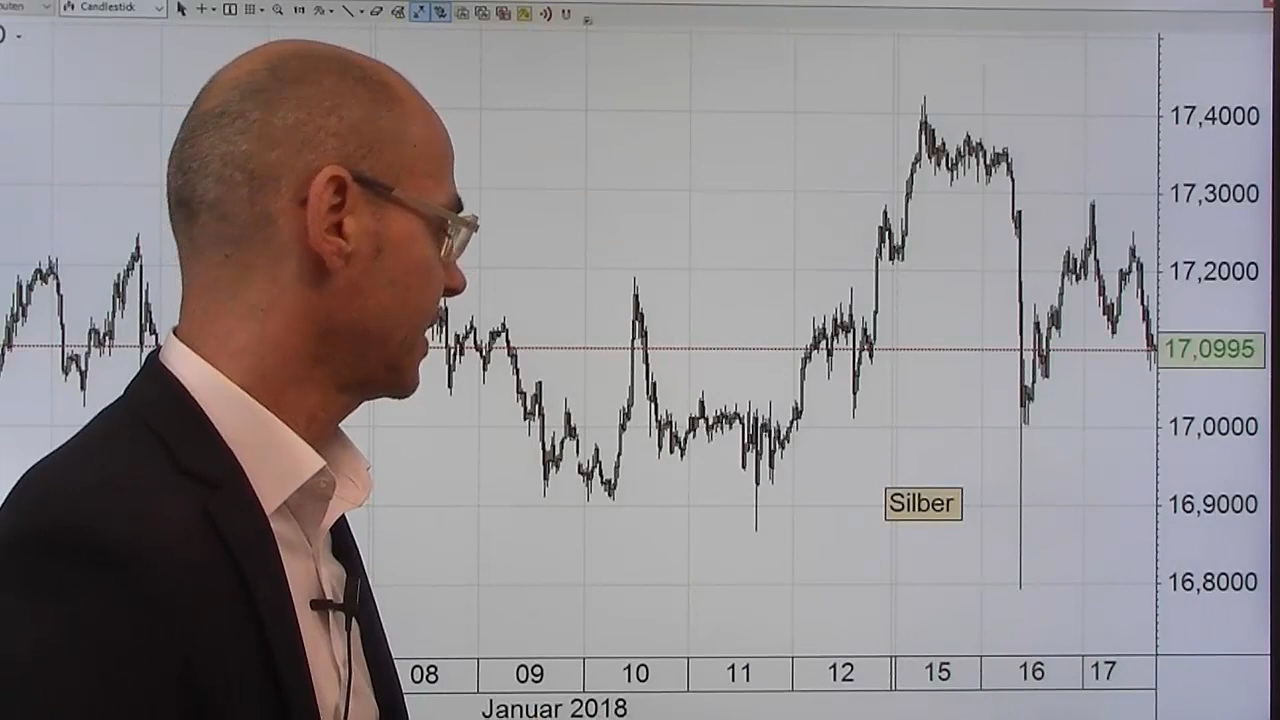 Candlestick
17,4000
17,3000
17,2000
17,0995
17,0000
Silber
16,9000
16,8000
08 09 10 11 12 15 16 17
Januar 2018